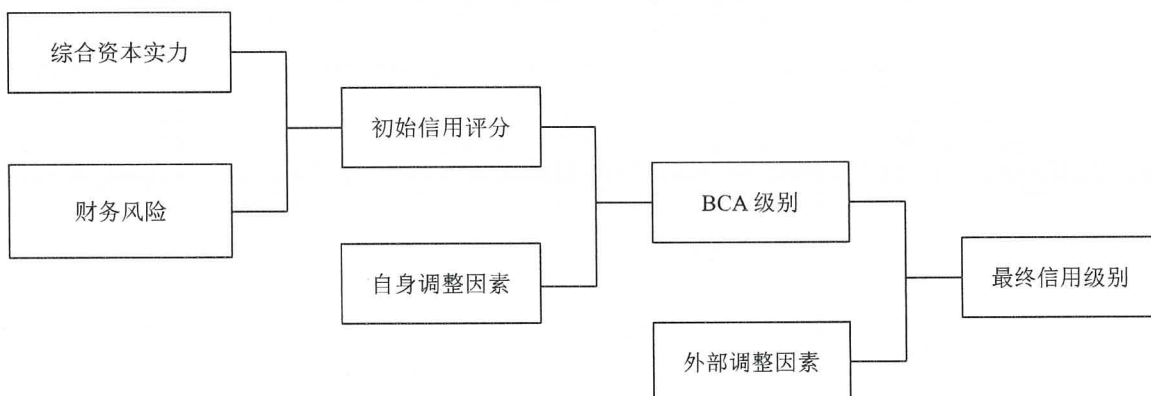 综合资本实力
初始信用评分
财务风险
BCA 级别
自身调整因素
最终信用级别
外部调整因素